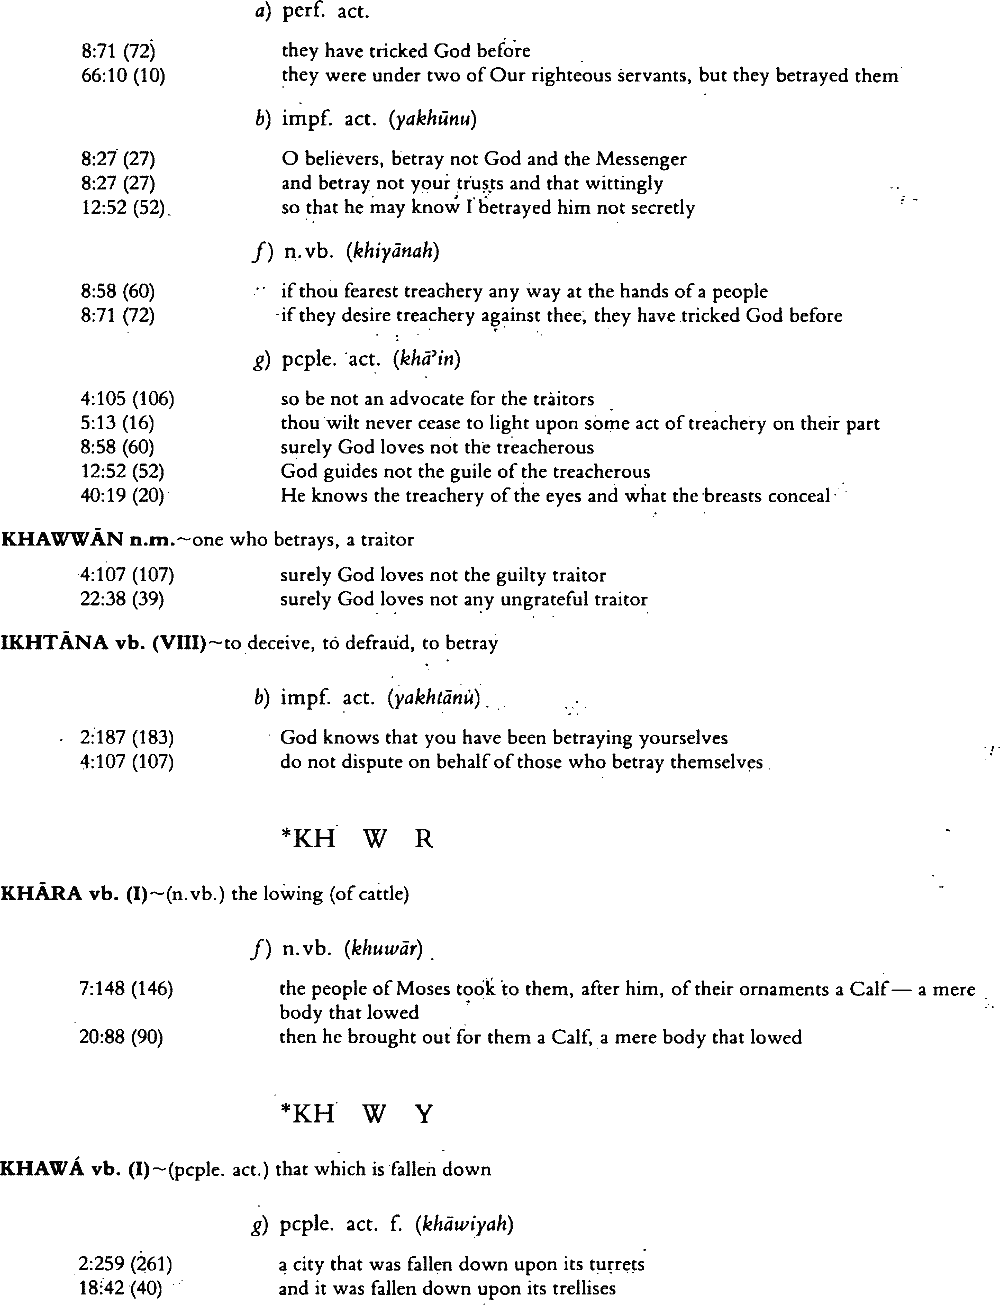 a) perf. act.
8:71 (72) they have tricked God before
66:10 (10) they were under two of Our righteous servants, but they betrayed them
b) impf. act. (yakhūnu)
8:27 (27) O believers, betray not God and the Messenger
8:27 (27) and betray not your trusts and that wittingly
12:52 (52) so that he may know I betrayed him not secretly
f) n.vb. (khiyānah)
8:58 (60) if thou fearest treachery any way at the hands of a people
8:71 (72) if they desire treachery against thee, they have tricked God before
g) pcple. act. (khā'in)
4:105 (106) so be not an advocate for the traitors
5:13 (16) thou wilt never cease to light upon some act of treachery on their part
8:58 (60) surely God loves not the treacherous
12:52 (52) God guides not the guile of the treacherous
40:19 (20) He knows the treachery of the eyes and what the breasts conceal
KHAWWĀN n.m.~one who betrays, a traitor
4:107 (107) surely God loves not the guilty traitor
22:38 (39) surely God loves not any ungrateful traitor
IKHTĀNA vb. (VIII)~to deceive, to defraud, to betray
b) impf. act. (yakhtānu)
2:187 (183) God knows that you have been betraying yourselves
4:107 (107) do not dispute on behalf of those who betray themselves
*KH W R
KHĀRA vb. (I)~(n.vb.) the lowing (of cattle)
f) n.vb. (khuwār)
7:148 (146) the people of Moses took to them, after him, of their ornaments a Calf— a mere
body that lowed
20:88 (90) then he brought out for them a Calf, a mere body that lowed
*KH W Y
KHAWÁ vb. (I)~(pcple. act.) that which is fallen down
g) pcple. act. f. (khāwiyah)
2:259 (261) a city that was fallen down upon its turrets
18:42 (40) and it was fallen down upon its trellises